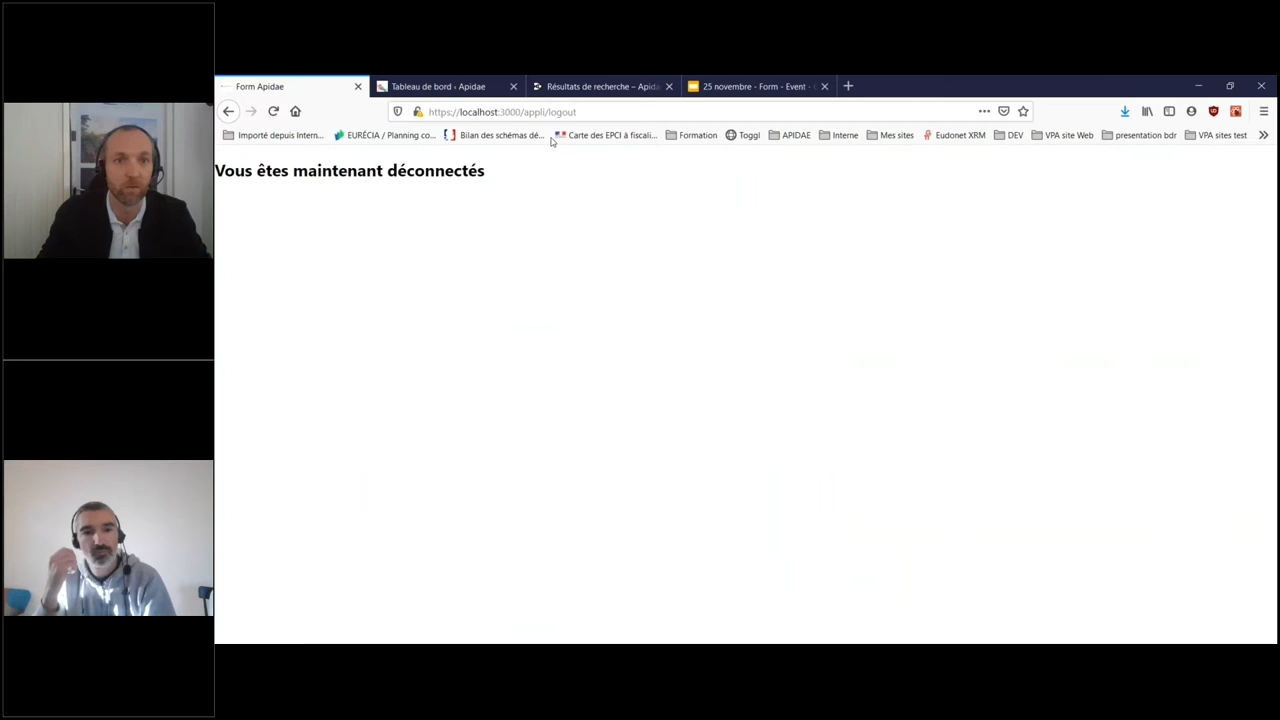 Form Apidae
Tableau de bord ‹ Apidae
Résultats de recherche – Apida
25 novembre - Form - Event -
https://localhost:3000/appli/logout
Importé depuis Intern...
EURÉCIA / Planning co...
Bilan des schémas dé...
Carte des EPCI à fiscali...
Formation
Toggl
APIDAE
Interne
Mes sites
Eudonet XRM
DEV
VPA site Web
presentation bdr
VPA sites test
Vous êtes maintenant déconnectés